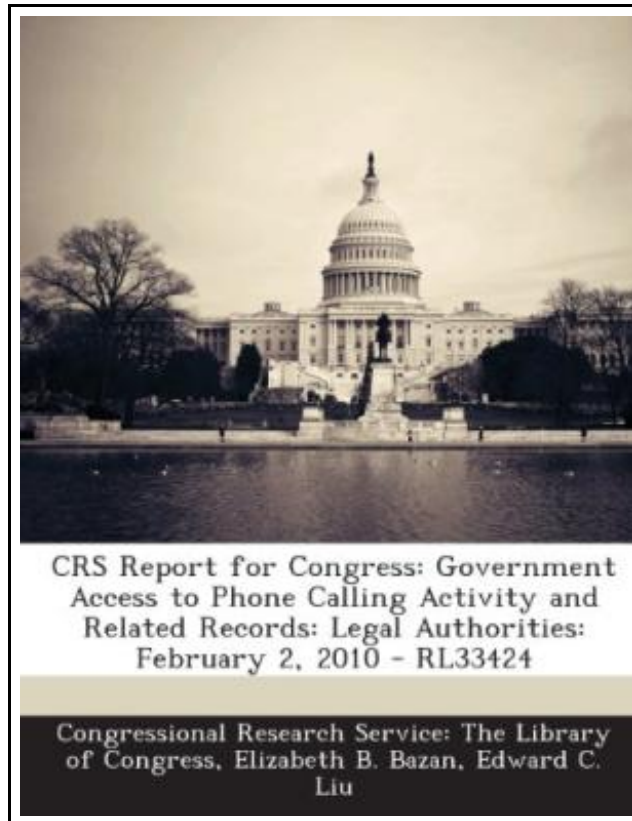 CRS Report for Congress: Government
Access to Phone Calling Activity and
Related Records: Legal Authorities:
February 2, 2010 - RL33424
Congressional Research Service: The Library
of Congress, Elizabeth B. Bazan, Edward C.
Liu